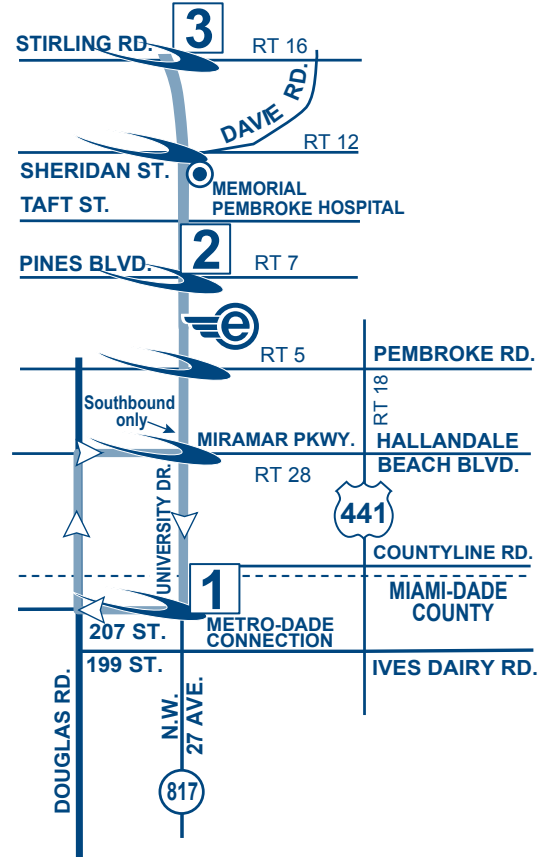 3
STIRLING RD.
RT 16
DAVIE RD.
RT 12
SHERIDAN ST.
MEMORIAL
PEMBROKE HOSPITAL
TAFT ST.
2
PINES BLVD.
RT 7
e
RT 5
PEMBROKE RD.
RT 18
Southbound
only
MIRAMAR PKWY.
HALLANDALE
BEACH BLVD.
RT 28
UNIVERSITY DR.
441
COUNTYLINE RD.
1
MIAMI-DADE
COUNTY
207 ST.
METRO-DADE
CONNECTION
199 ST.
IVES DAIRY RD.
DOUGLAS RD.
N.W.
27 AVE.
817